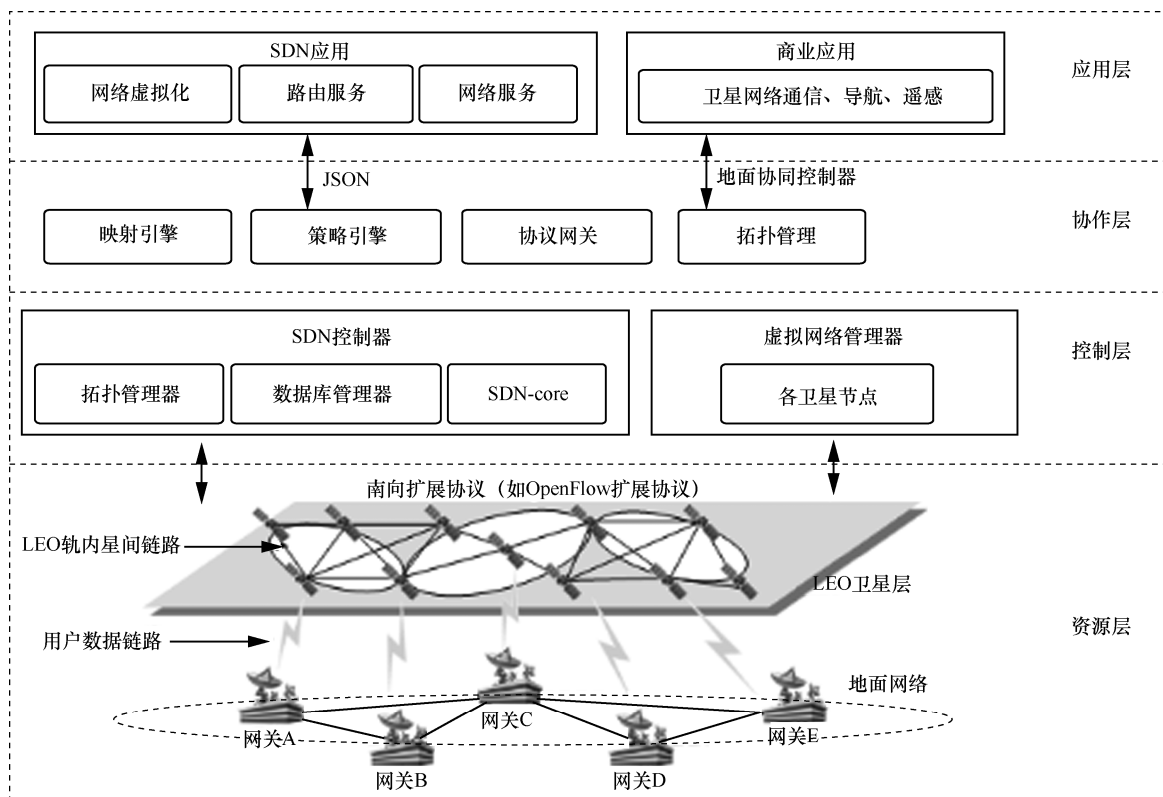 SDN应用
网络虚拟化
路由服务
网络服务
商业应用
卫星网络通信、导航、遥感
应用层
JSON
地面协同控制器
映射引擎
策略引擎
协议网关
拓扑管理
协作层
SDN控制器
拓扑管理器
数据库管理器
SDN-core
虚拟网络管理器
各卫星节点
控制层
南向扩展协议（如OpenFlow扩展协议）
LEO轨内星间链路
LEO卫星层
用户数据链路
资源层
地面网络
网关A
网关B
网关C
网关D
网关E